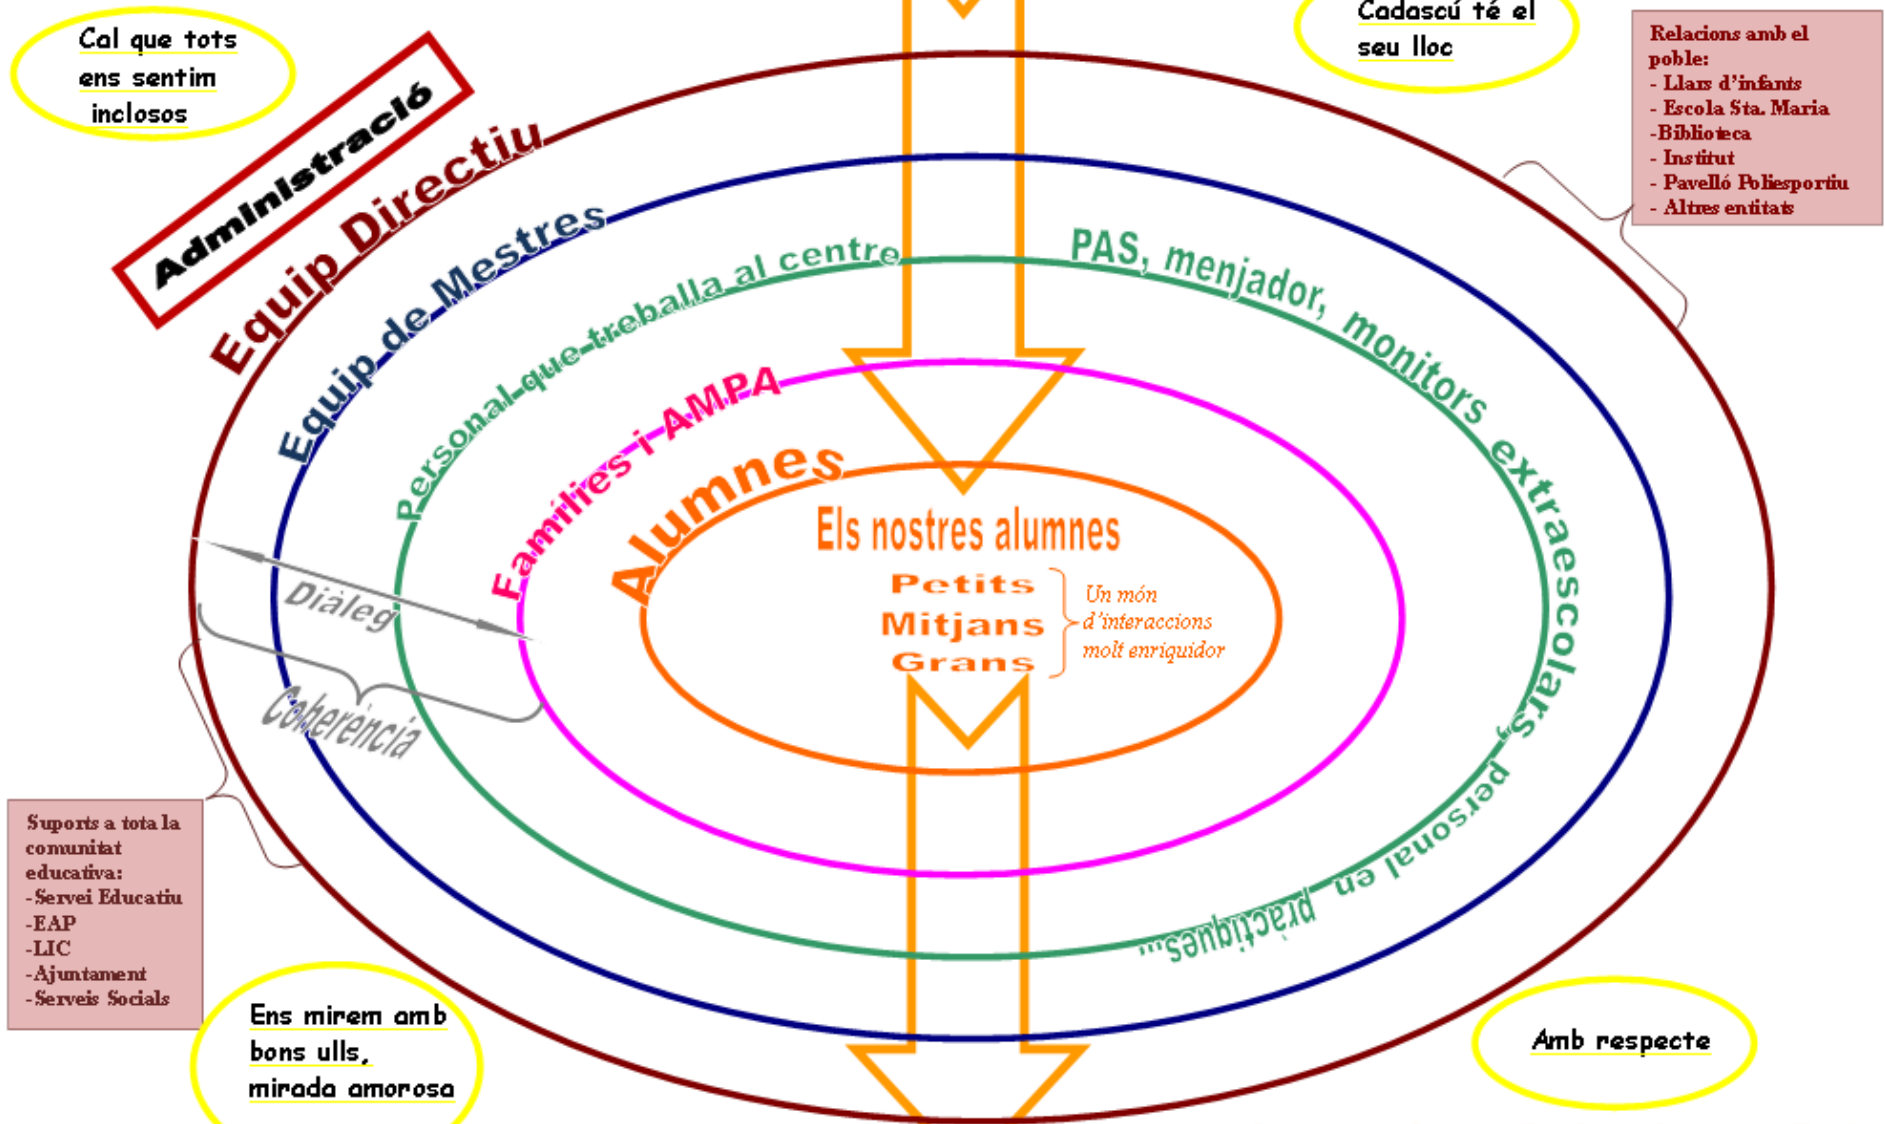 Cal que tots
ens sentim
inclosos
Cadascú té el
seu lloc
Relacions amb el
poble:
- Llars d'infants
- Escola Sta. Maria
-Biblioteca
- Institut
- Pavelló Poliesportiu
- Altres entitats
Administració
Equip Directiu
Equip de Mestres
Personal que treballa al centre
PAS, menjador, monitors extraescolars, personal en pràctiques...
Famílies i AMPA
Alumnes
Els nostres alumnes
Petits
Mitjans
Grans
Un món
d'interaccions
molt enriquidor
Diàleg
Coherència
Suports a tota la
comunitat
educativa:
-Servei Educatiu
-EAP
-LIC
-Ajuntament
-Serveis Socials
Ens mirem amb
bons ulls,
mirada amorosa
Amb respecte